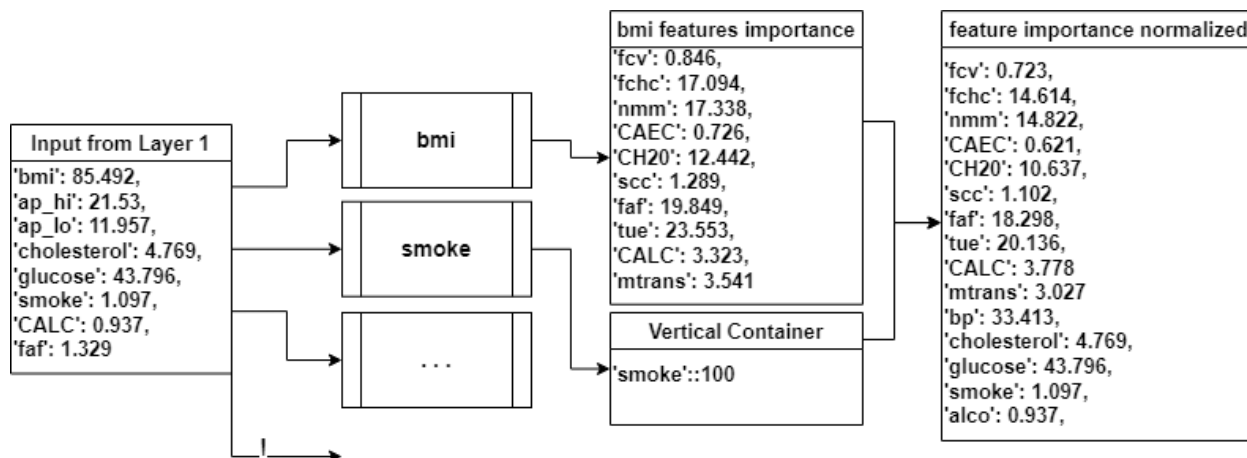 Input from Layer 1
'bmi': 85.492,
'ap_hi': 21.53,
'ap_lo': 11.957,
'cholesterol': 4.769,
'glucose': 43.796,
'smoke': 1.097,
'CALC': 0.937,
'faf': 1.329
bmi
smoke
...
!
bmi features importance
'fcv': 0.846,
'fchc': 17.094,
'nmm': 17.338,
'CAEC': 0.726,
'CH20': 12.442,
'scc': 1.289,
'faf': 19.849,
'tue': 23.553,
'CALC': 3.323,
'mtrans': 3.541
Vertical Container
'smoke'::100
feature importance normalized
'fcv': 0.723,
'fchc': 14.614,
'nmm': 14.822,
'CAEC': 0.621,
'CH20': 10.637,
'scc': 1.102,
'faf': 18.298,
'tue': 20.136,
'CALC': 3.778
'mtrans': 3.027
'bp': 33.413,
'cholesterol': 4.769,
'glucose': 43.796,
'smoke': 1.097,
'alco': 0.937,